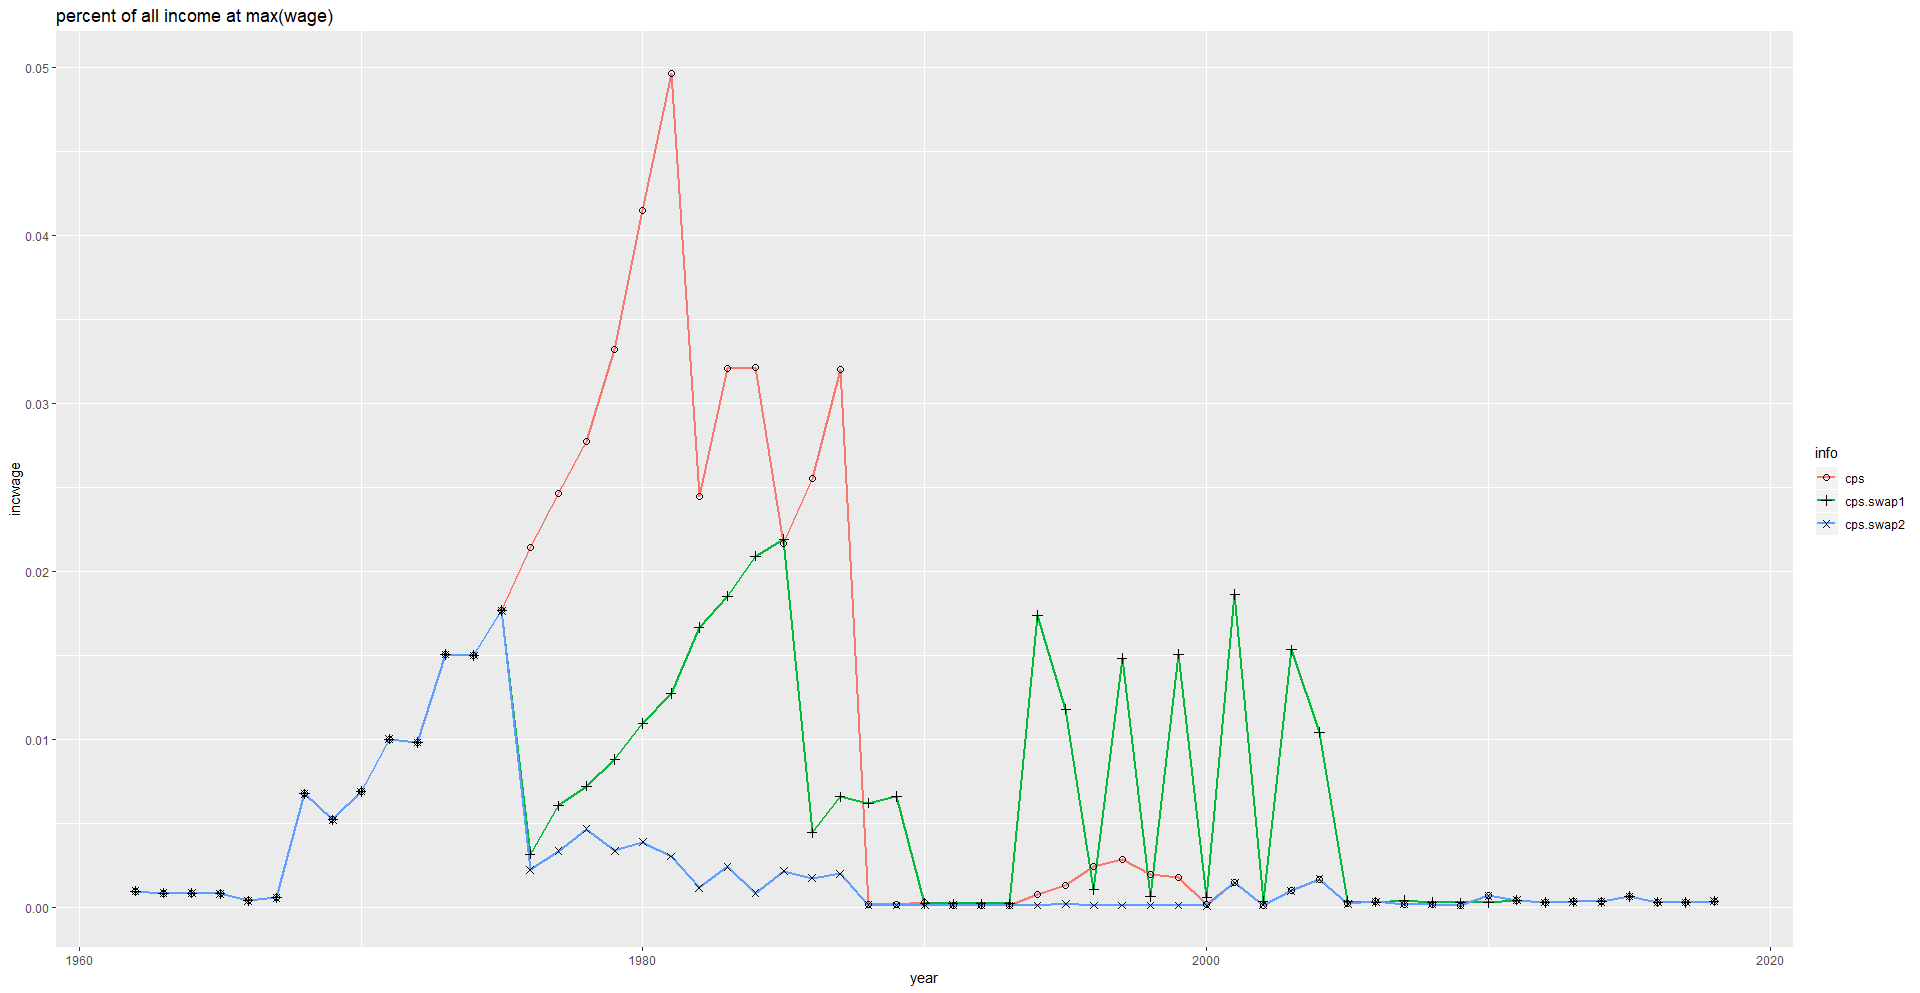 percent of all income at max(wage)
0.05
0.04
0.03
0.02
0.01
0.00
incwage
1960
1980
2000
2020
year
info
cps
cps.swap1
cps.swap2